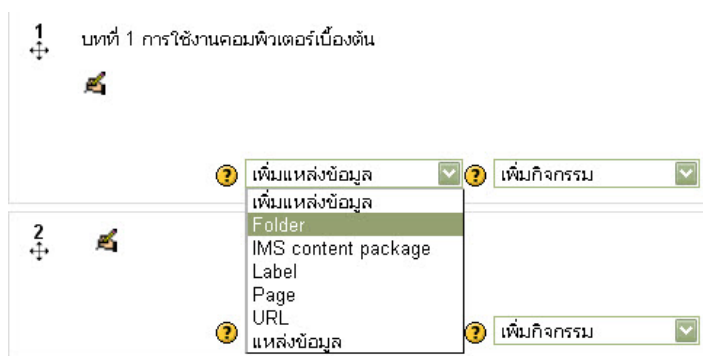 1
บทที่ 1 การใช้งานคอมพิวเตอร์เบื้องต้น
? เพิ่มแหล่งข้อมูล ? เพิ่มกิจกรรม
เพิ่มแหล่งข้อมูล
Folder
2
IMS content package
Label
Page
URL
? ? เพิ่มกิจกรรม
แหล่งข้อมูล